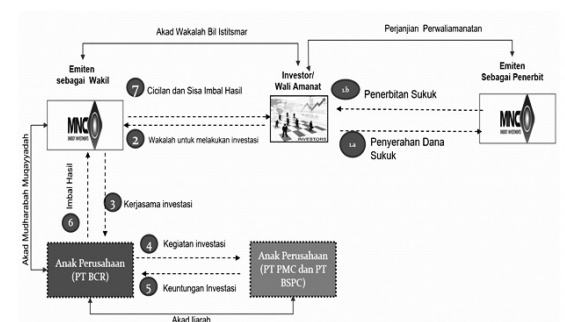 Akad Wakalah Bil Istitsmar
Perjanjian Perwaliamanatan
Emiten
sebagai Wakil
Investor/
Wali Amanat
Emiten
Sebagai Penerbit
7 Cicilan dan Sisa Imbal Hasil
1.b Penerbitan Sukuk
MNC
INVESTORS
MNC
2 Wakalah untuk melakukan investasi
1.a Penyerahan Dana
Sukuk
Akad Mudharabah Muqayyadah
Imbal Hasil
6
3 Kerjasama investasi
Anak Perusahaan
(PT BCR)
4 Kegiatan investasi
5 Keuntungan Investasi
Anak Perusahaan
(PT PMC dan PT
BSPC)
Akad Ijarah